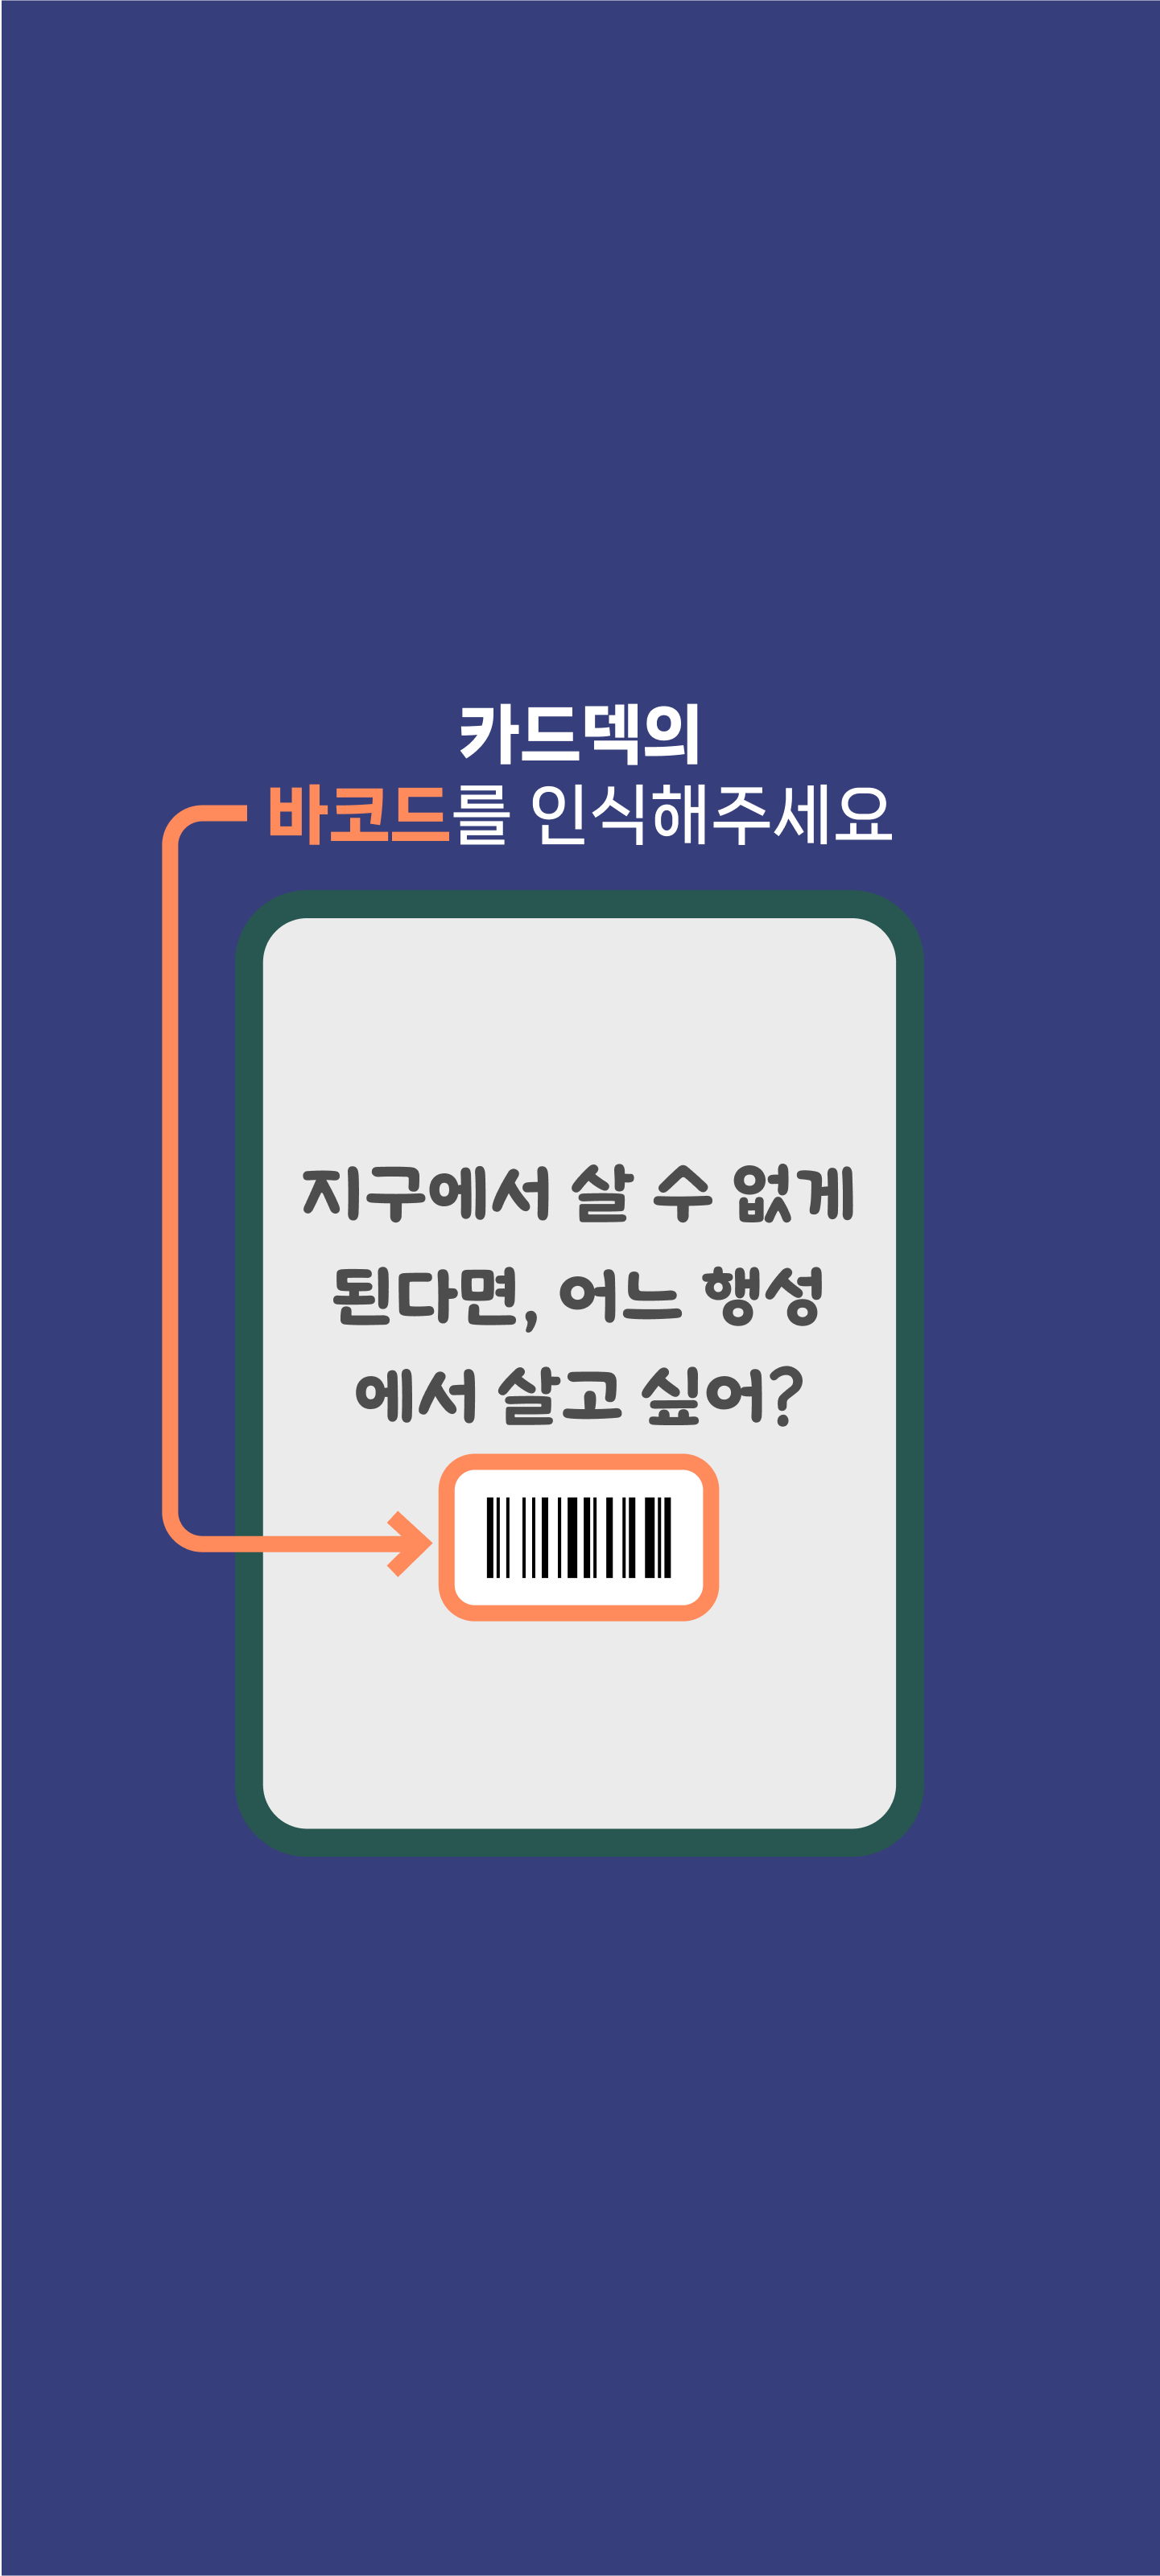 카드덱의
바코드를 인식해주세요
지구에서 살 수 없게
된다면, 어느 행성
에서 살고 싶어?